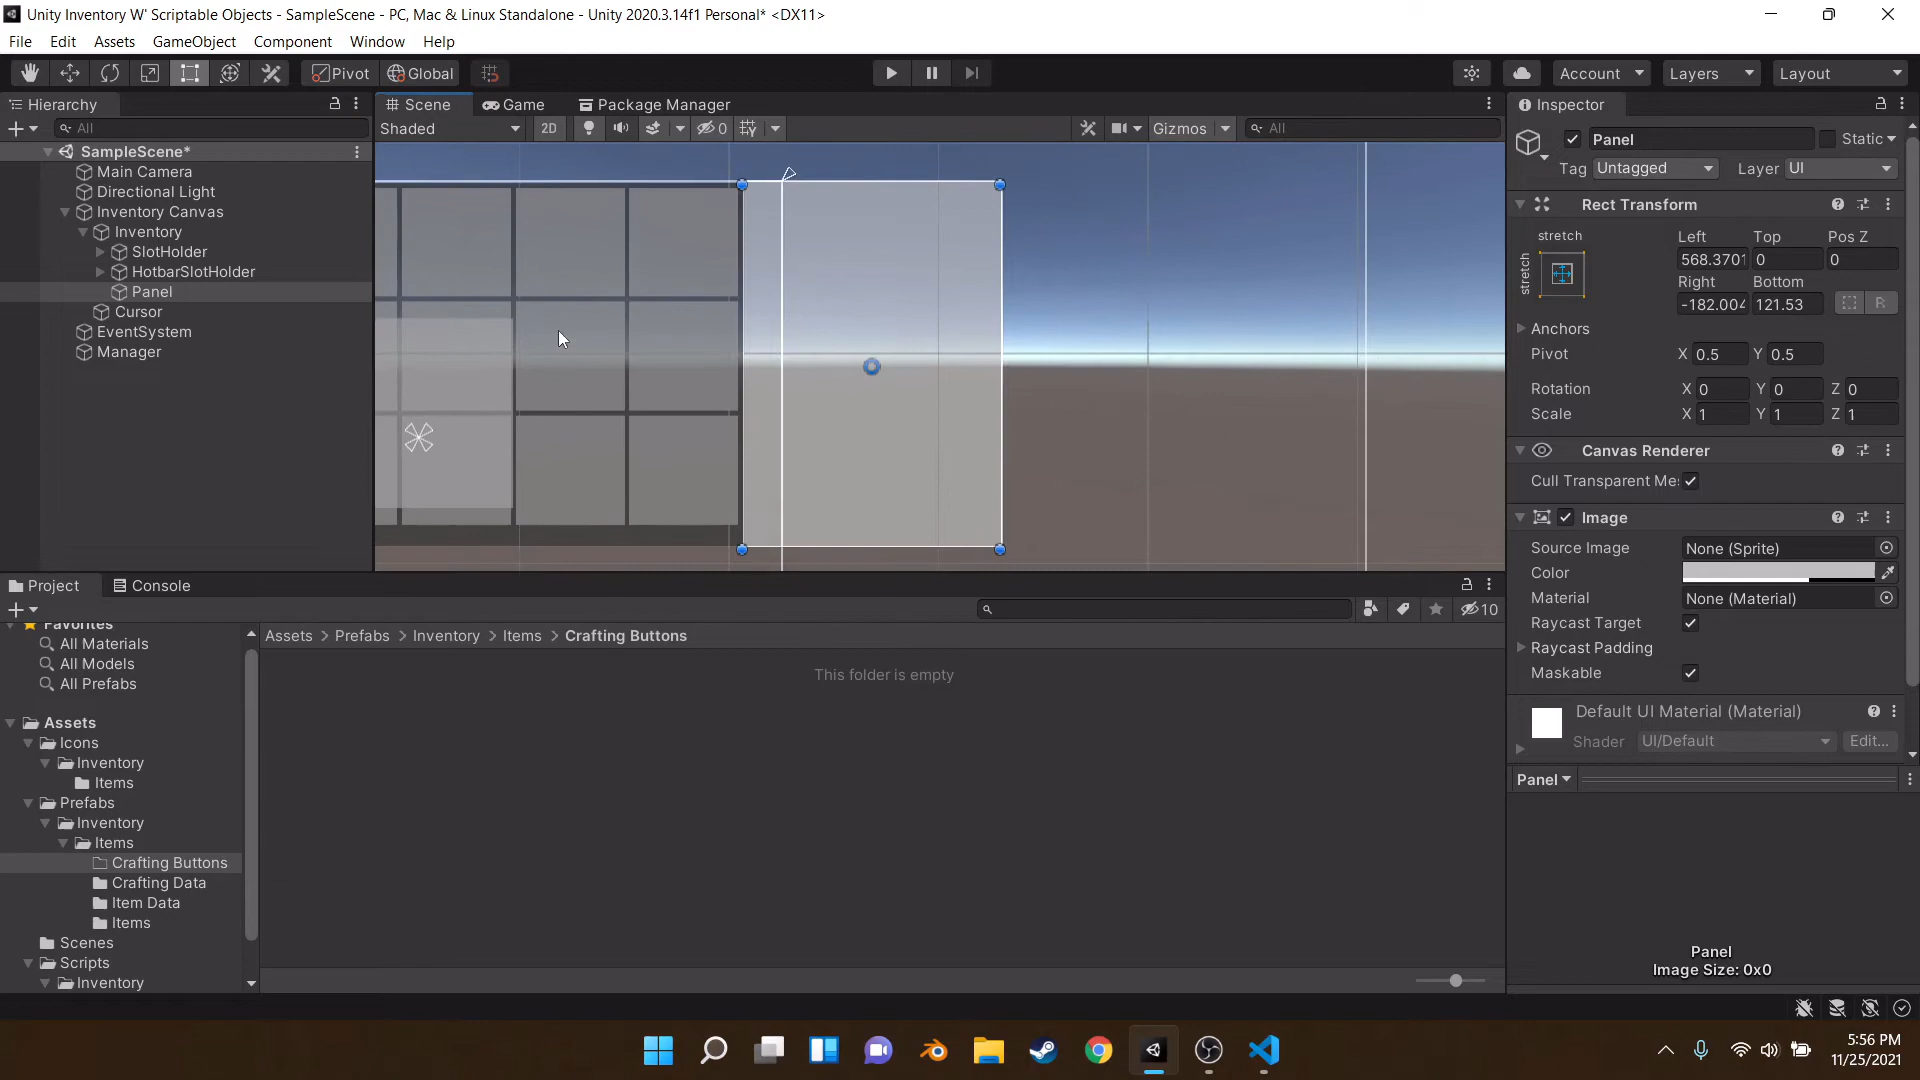 Unity Inventory W' Scriptable Objects - SampleScene - PC, Mac & Linux Standalone - Unity 2020.3.14f1 Personal* <DX11>
File Edit Assets GameObject Component Window Help
Pivot Global Account Layers Layout
Hierarchy
All
SampleScene*
Main Camera
Directional Light
Inventory Canvas
Inventory
SlotHolder
HotbarSlotHolder
Panel
Cursor
EventSystem
Manager
Scene Game Package Manager
Shaded 2D 0 Gizmos All
Inspector
Panel Static
Tag Untagged Layer UI
Rect Transform
stretch
stretch
Left Top Pos Z
568.3701 0 0
Right Bottom
-182.004 121.53 R
Anchors
Pivot X 0.5 Y 0.5
Rotation X 0 Y 0 Z 0
Scale X 1 Y 1 Z 1
Canvas Renderer
Cull Transparent Me:
Image
Source Image None (Sprite)
Color
Material None (Material)
Raycast Target
Raycast Padding
Maskable
Default UI Material (Material)
Shader UI/Default Edit...
Panel
Panel
Image Size: 0x0
Project Console
10
Favorites
All Materials
All Models
All Prefabs
Assets
Icons
Inventory
Items
Prefabs
Inventory
Items
Crafting Buttons
Crafting Data
Item Data
Items
Scenes
Scripts
Inventory
Assets > Prefabs > Inventory > Items > Crafting Buttons
This folder is empty
5:56 PM
11/25/2021